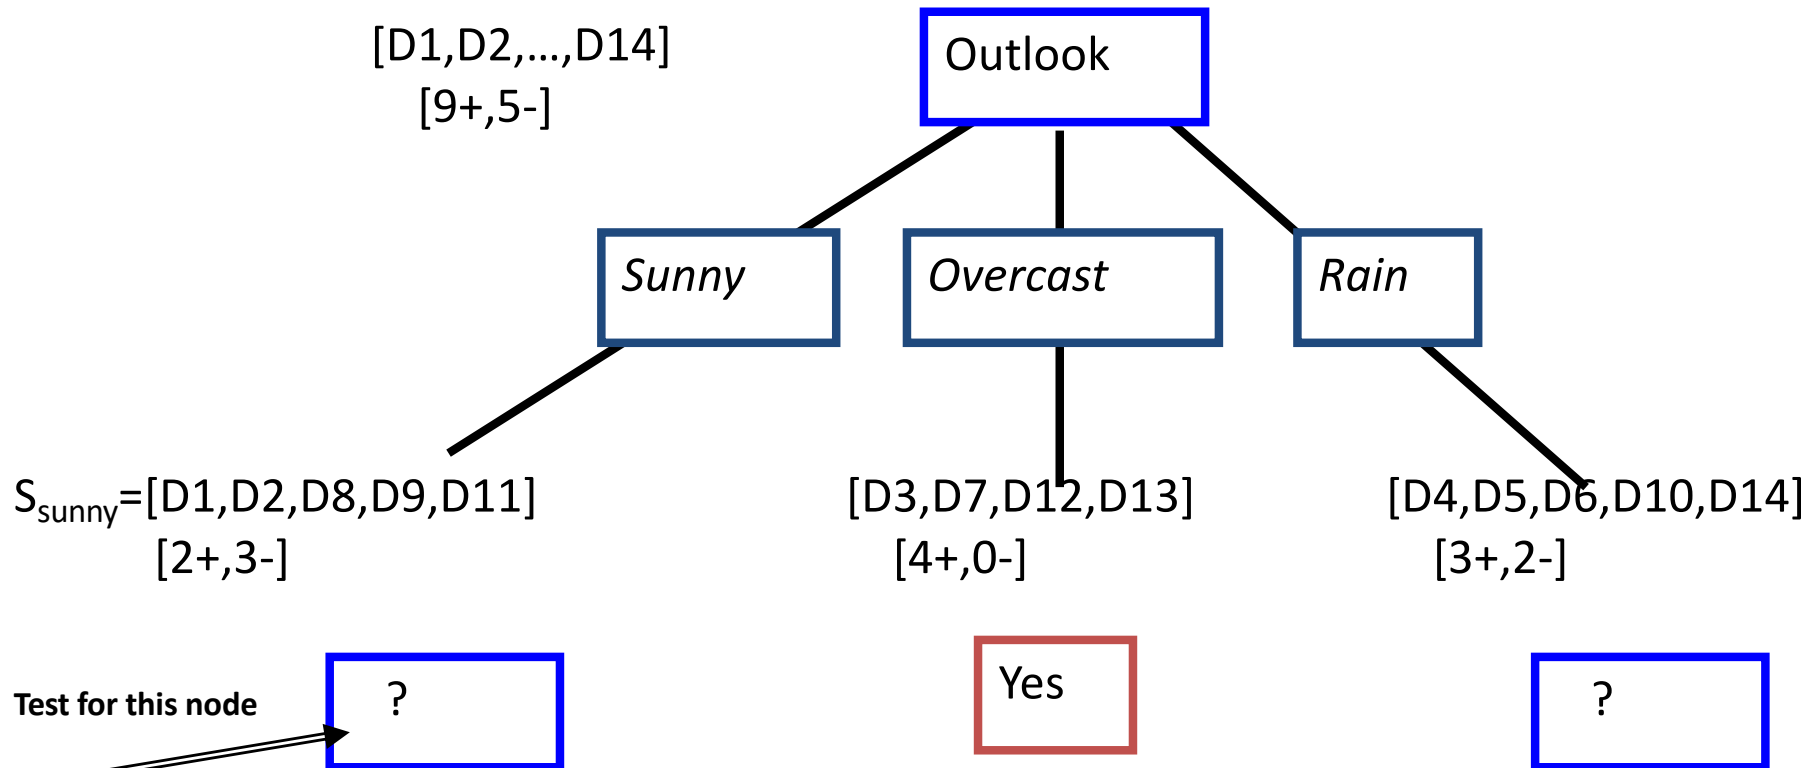 [D1,D2,...,D14]
[9+,5-]
Outlook
Sunny
Overcast
Rain
Ssunny=[D1,D2,D8,D9,D11]
[2+,3-]
[D3,D7,D12,D13]
[4+,0-]
[D4,D5,D6,D10,D14]
[3+,2-]
Test for this node
?
Yes
?